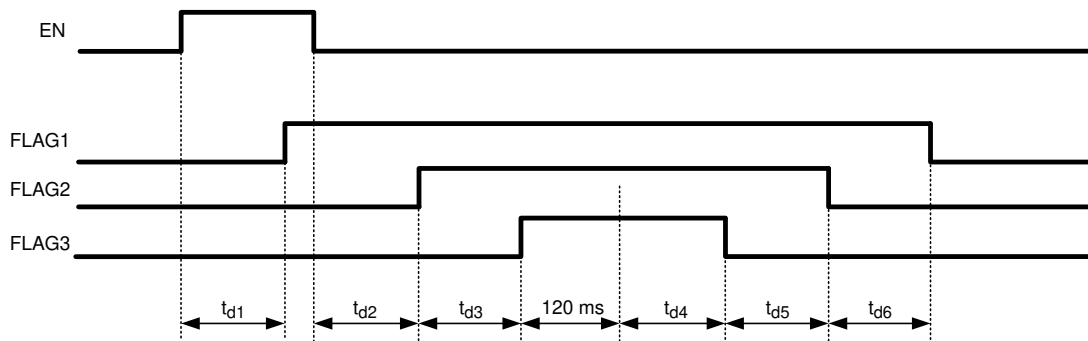 EN
FLAG1
FLAG2
FLAG3
td1 td2 td3 120 ms td4 td5 td6